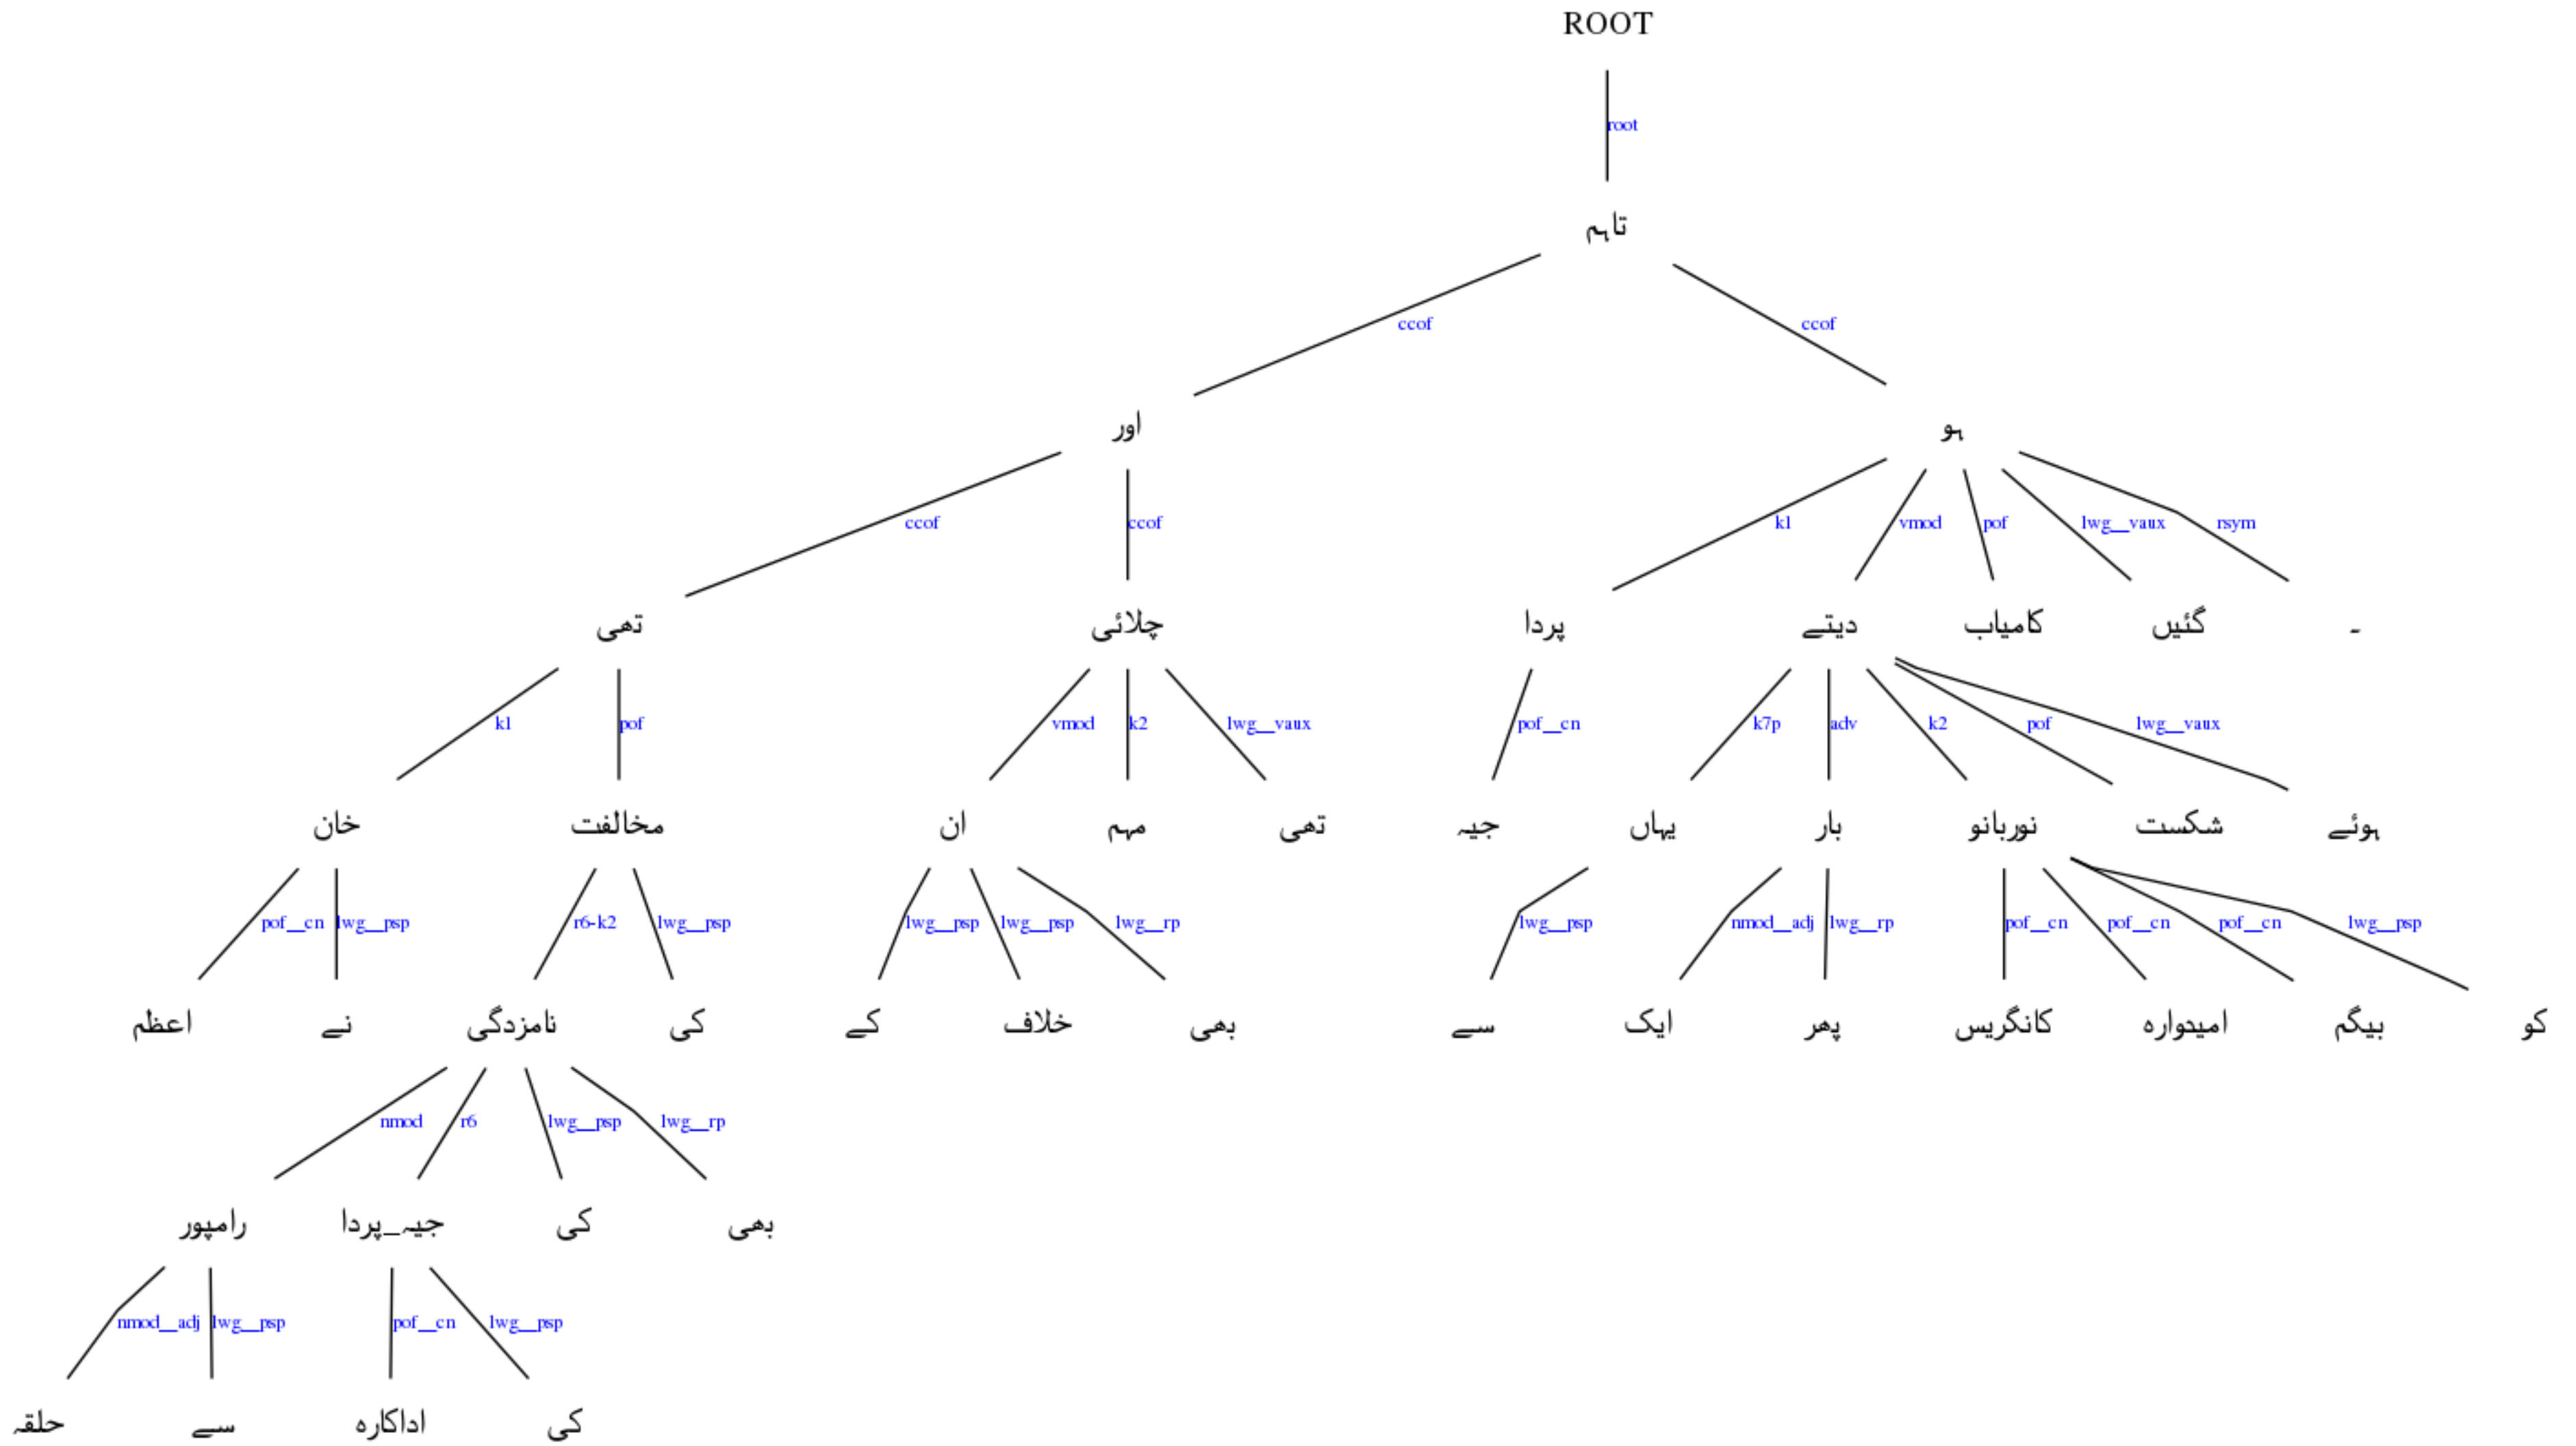 ROOT
root
تاہم
ccof ccof
اور ہو
ccof ccof k1 vmod pof lwg__vaux rsym
تھی چلائی پردا دیتے کامیاب گئیں ۔
k1 pof vmod k2 lwg__vaux pof__cn k7p adv k2 pof lwg__vaux
خان مخالفت ان مہم تھی جیہ یہاں بار نوربانو شکست ہوئے
pof__cn lwg__psp r6-k2 lwg__psp lwg__psp lwg__psp lwg__rp lwg__psp nmod__adj lwg__rp pof__cn pof__cn pof__cn lwg__psp
اعظم نے نامزدگی کی کے خلاف بھی سے ایک پھر کانگریس امیدوارہ بیگم کو
nmod r6 lwg__psp lwg__rp
رامپور جیہ_پردا کی بھی
nmod__adj lwg__psp pof__cn lwg__psp
حلقہ سے اداکارہ کی